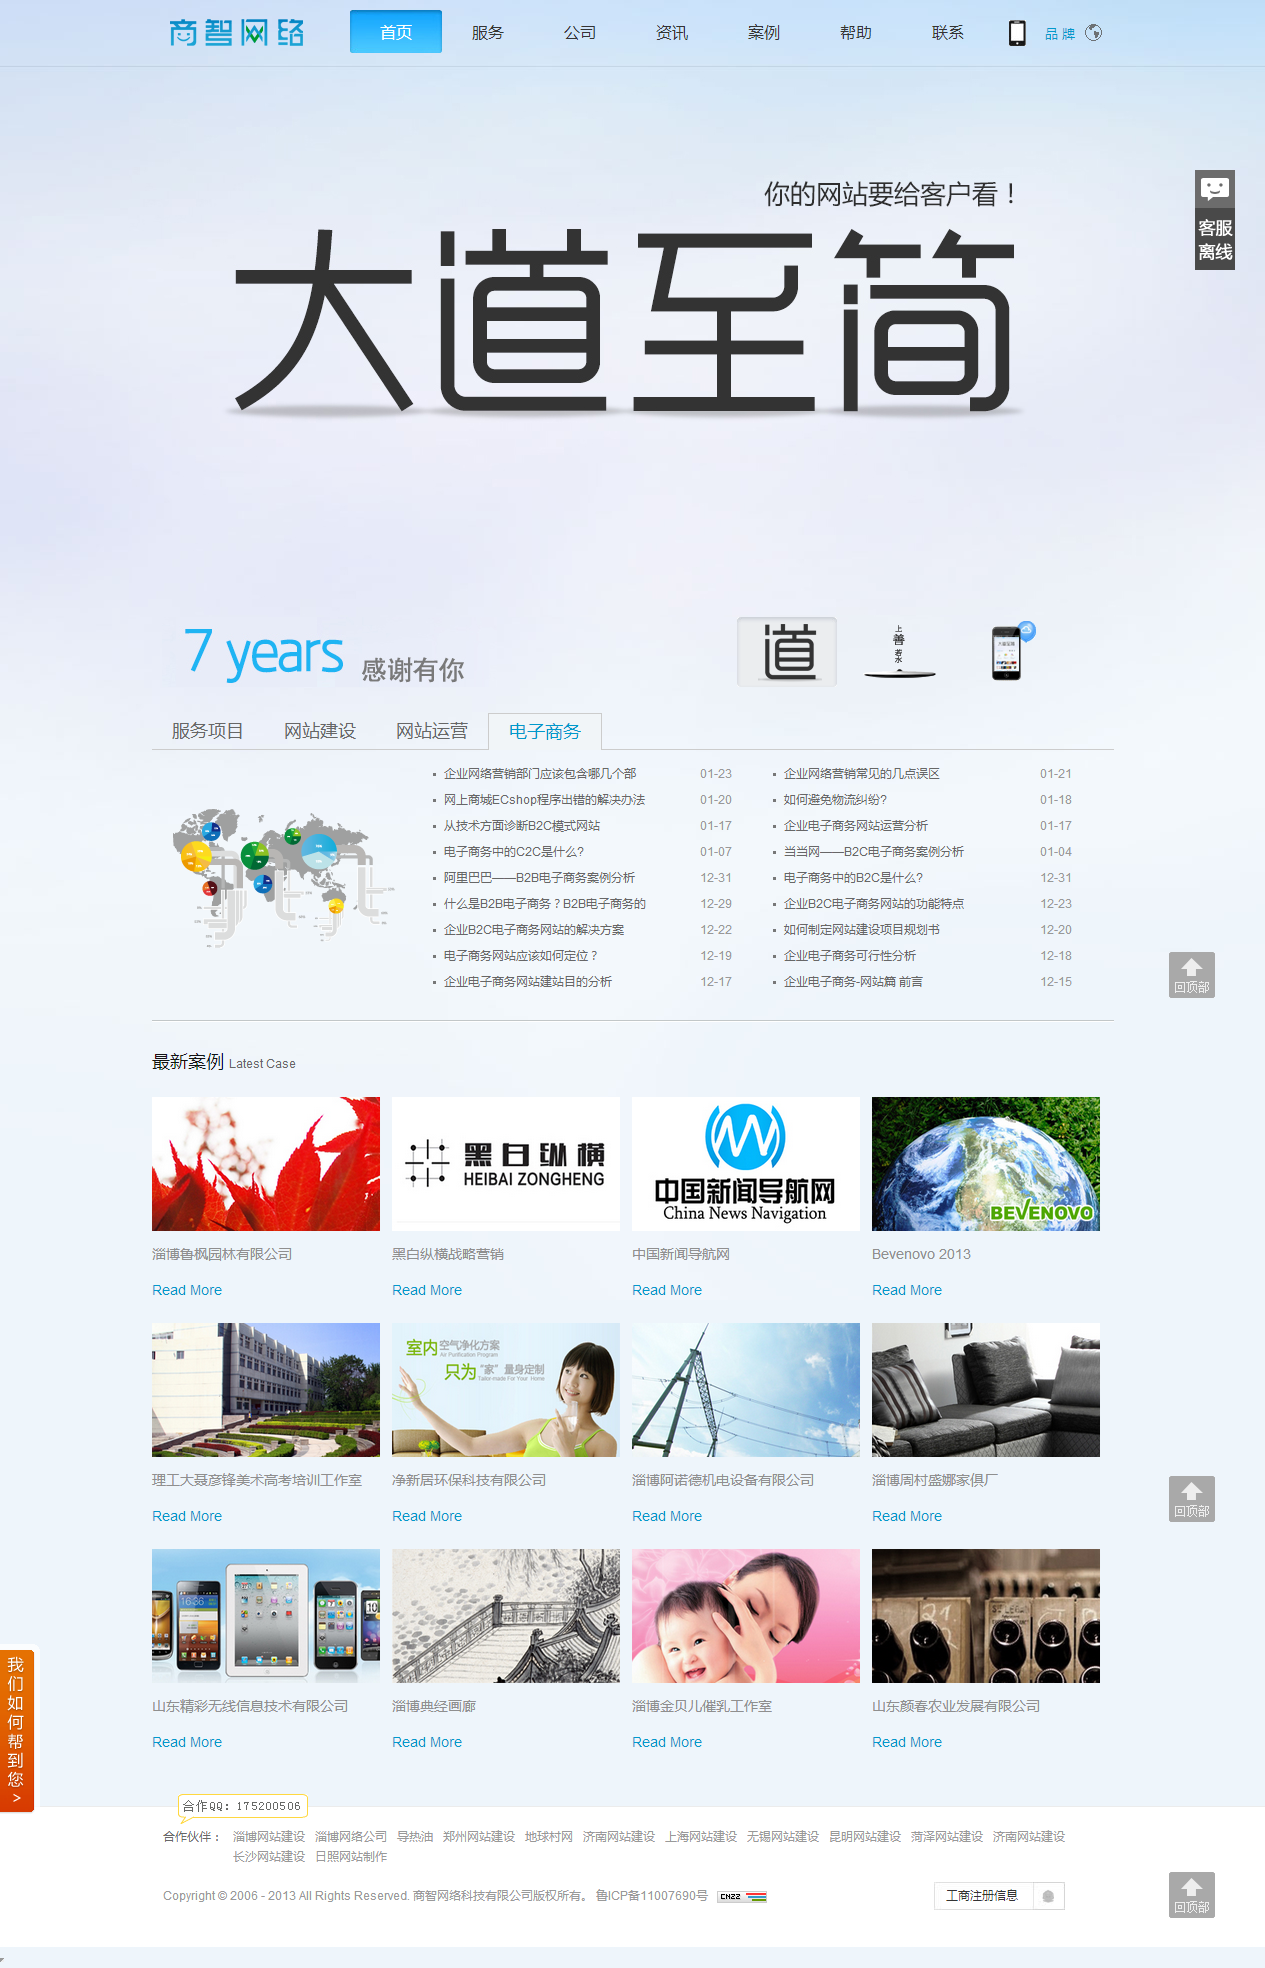 商智网络
首页 服务 公司 资讯 案例 帮助 联系 品 牌
你的网站要给客户看！
大道至简
客服
离线
7 years 感谢有你
道
上
善
若
水
服务项目 网站建设 网站运营 电子商务
企业网络营销部门应该包含哪几个部 01-23 企业网络营销常见的几点误区 01-21
网上商城ECshop程序出错的解决办法 01-20 如何避免物流纠纷? 01-18
从技术方面诊断B2C模式网站 01-17 企业电子商务网站运营分析 01-17
电子商务中的C2C是什么? 01-07 当当网——B2C电子商务案例分析 01-04
阿里巴巴——B2B电子商务案例分析 12-31 电子商务中的B2C是什么? 12-31
什么是B2B电子商务？B2B电子商务的 12-29 企业B2C电子商务网站的功能特点 12-23
企业B2C电子商务网站的解决方案 12-22 如何制定网站建设项目规划书 12-20
电子商务网站应该如何定位？ 12-19 企业电子商务可行性分析 12-18
企业电子商务网站建站目的分析 12-17 企业电子商务-网站篇 前言 12-15
回顶部
最新案例 Latest Case
黑白纵横
HEIBAI ZONGHENG
中国新闻导航网
China News Navigation
BEVENOVO
淄博鲁枫园林有限公司 黑白纵横战略营销 中国新闻导航网 Bevenovo 2013
Read More Read More Read More Read More
室内空气净化方案
Air Purification Program
只为"家"量身定制
Tailor-made For Your Home
理工大聂彦锋美术高考培训工作室 净新居环保科技有限公司 淄博阿诺德机电设备有限公司 淄博周村盛娜家俱厂
Read More Read More Read More Read More
回顶部
16:36
山东精彩无线信息技术有限公司 淄博典经画廊 淄博金贝儿催乳工作室 山东颜春农业发展有限公司
Read More Read More Read More Read More
我们如何帮到您 >
合作QQ：175200506
合作伙伴： 淄博网站建设 淄博网络公司 导热油 郑州网站建设 地球村网 济南网站建设 上海网站建设 无锡网站建设 昆明网站建设 菏泽网站建设 济南网站建设
长沙网站建设 日照网站制作
Copyright © 2006 - 2013 All Rights Reserved. 商智网络科技有限公司版权所有。 鲁ICP备11007690号 CNZZ 工商注册信息
回顶部